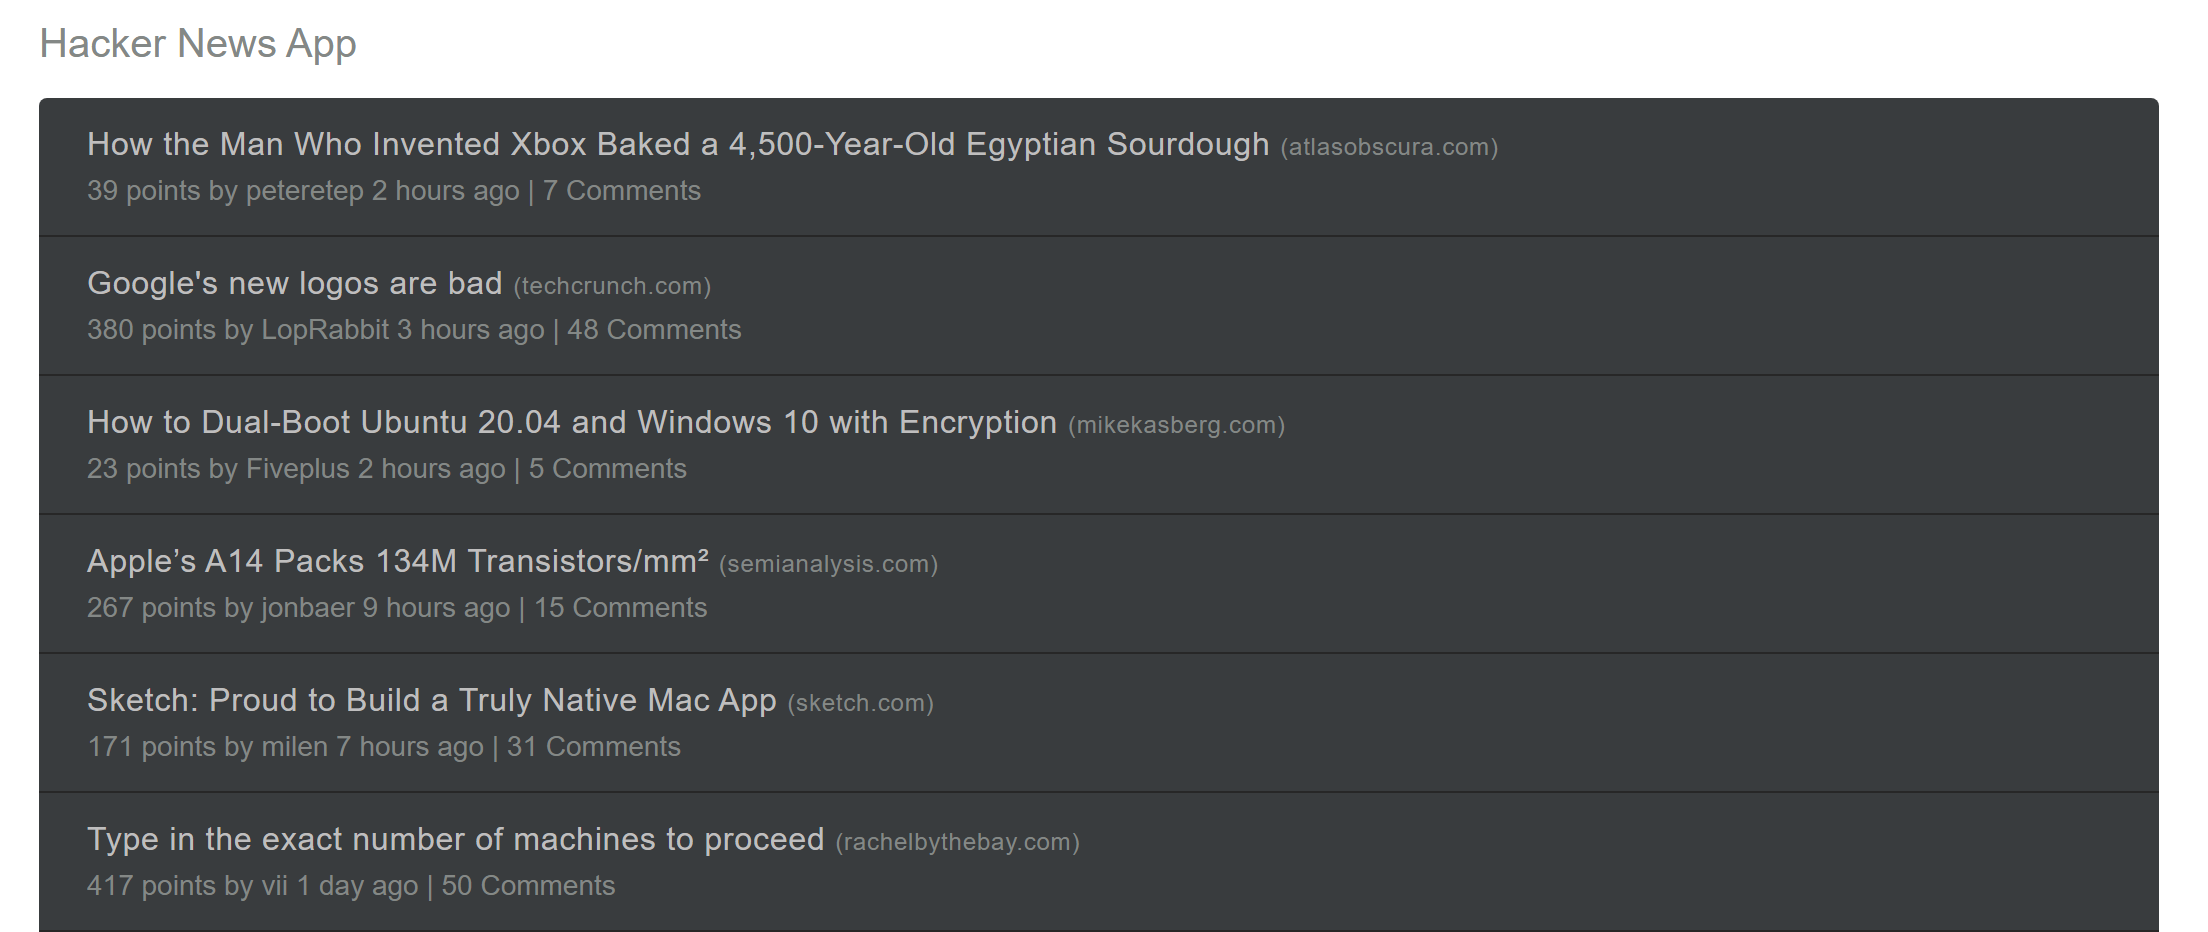 Hacker News App
How the Man Who Invented Xbox Baked a 4,500-Year-Old Egyptian Sourdough (atlasobscura.com)
39 points by peteretep 2 hours ago | 7 Comments
Google's new logos are bad (techcrunch.com)
380 points by LopRabbit 3 hours ago | 48 Comments
How to Dual-Boot Ubuntu 20.04 and Windows 10 with Encryption (mikekasberg.com)
23 points by Fiveplus 2 hours ago | 5 Comments
Apple’s A14 Packs 134M Transistors/mm² (semianalysis.com)
267 points by jonbaer 9 hours ago | 15 Comments
Sketch: Proud to Build a Truly Native Mac App (sketch.com)
171 points by milen 7 hours ago | 31 Comments
Type in the exact number of machines to proceed (rachelbythebay.com)
417 points by vii 1 day ago | 50 Comments